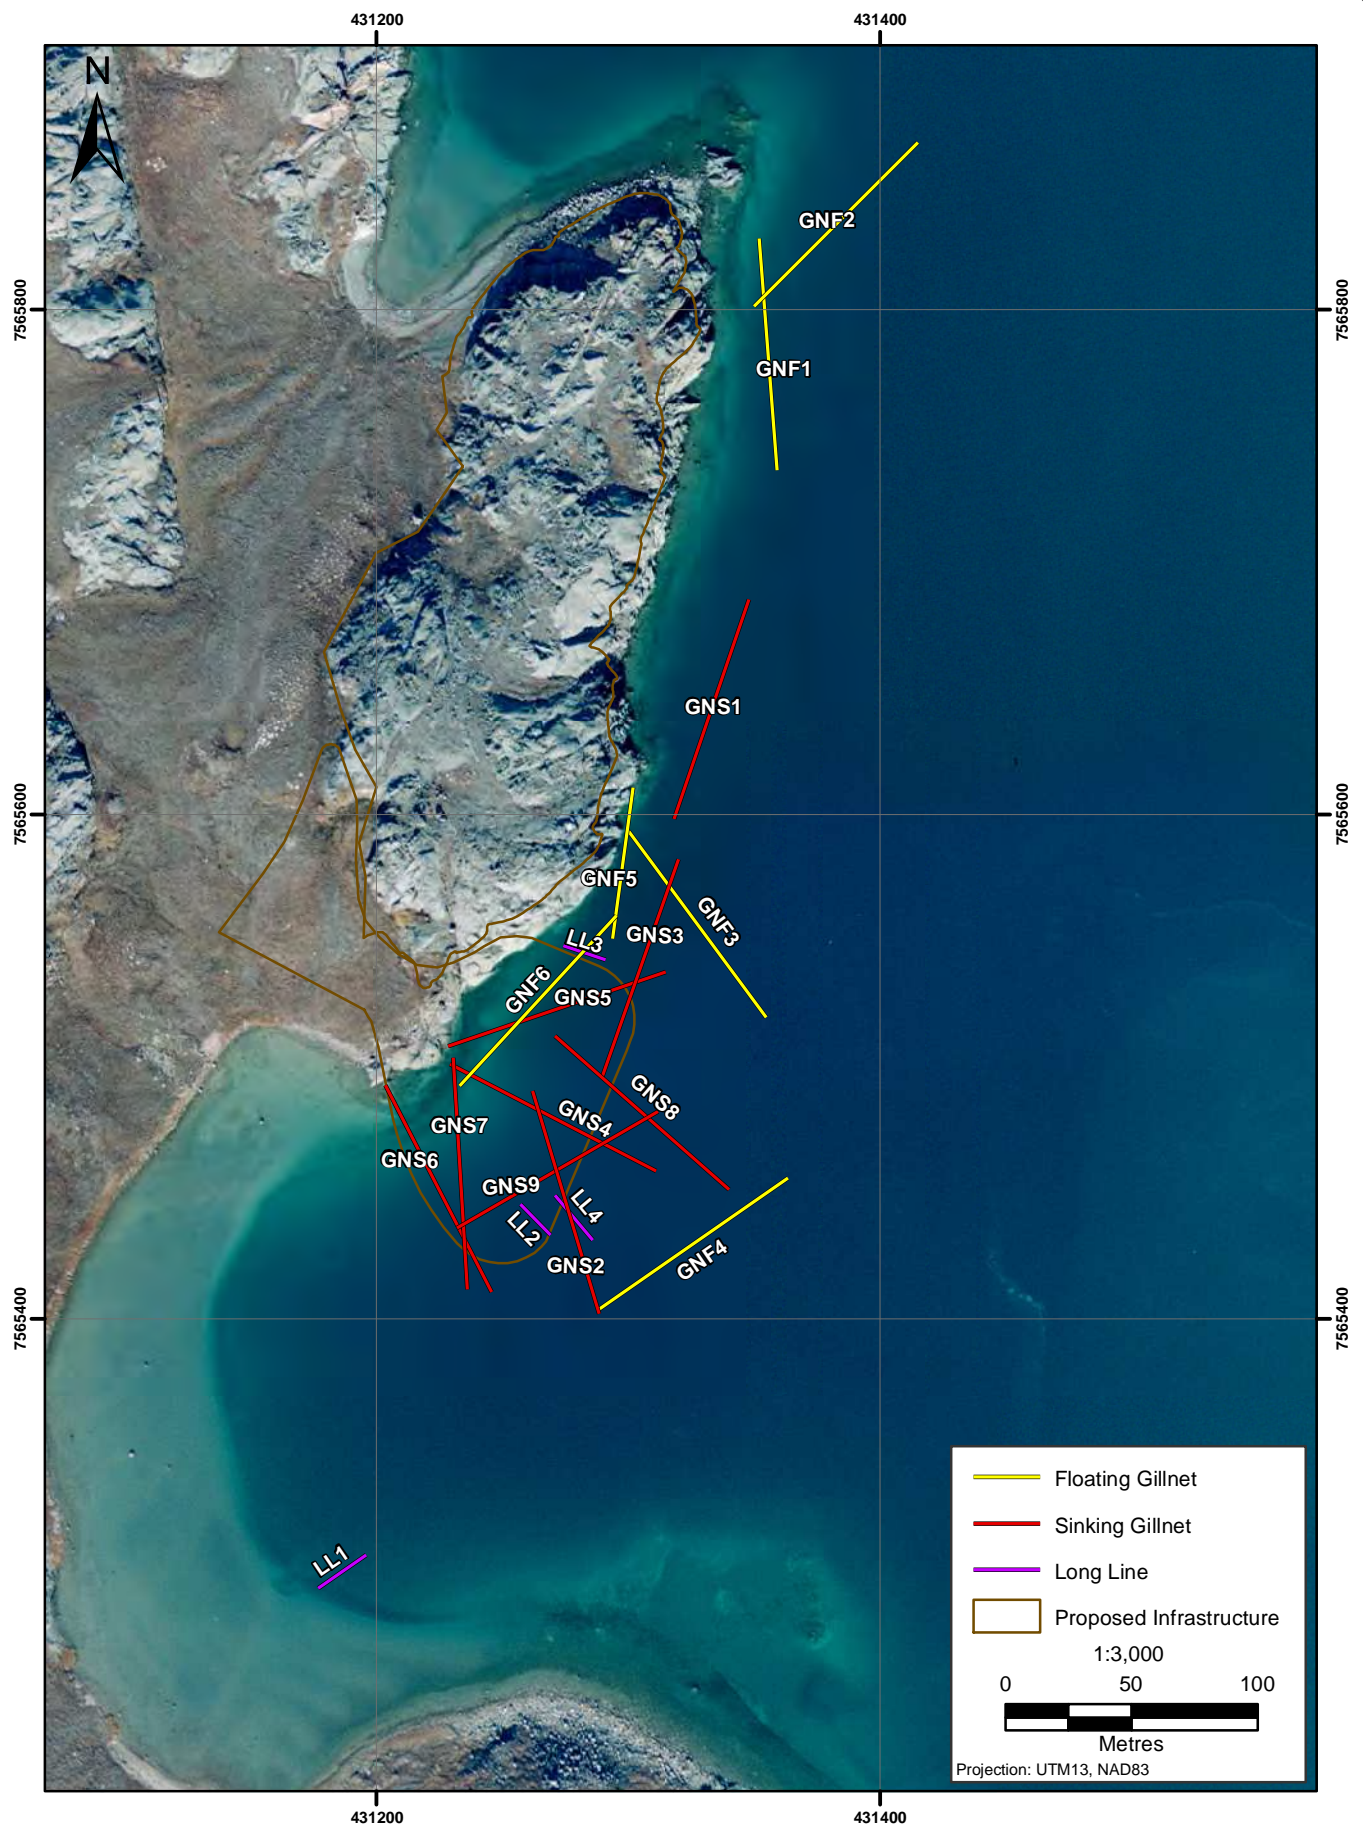 431200
431400
N
GNF2
7565800
7565800
GNF1
GNS1
7565600
7565600
GNF5
GNF3
GNS3
LL3
GNF6
GNS5
GNS8
GNS4
GNS7
GNS6
GNS9
LL4
LL2
GNS2
GNF4
7565400
7565400
LL1
Floating Gillnet
Sinking Gillnet
Long Line
Proposed Infrastructure
1:3,000
0 50 100
Metres
Projection: UTM13, NAD83
431200
431400